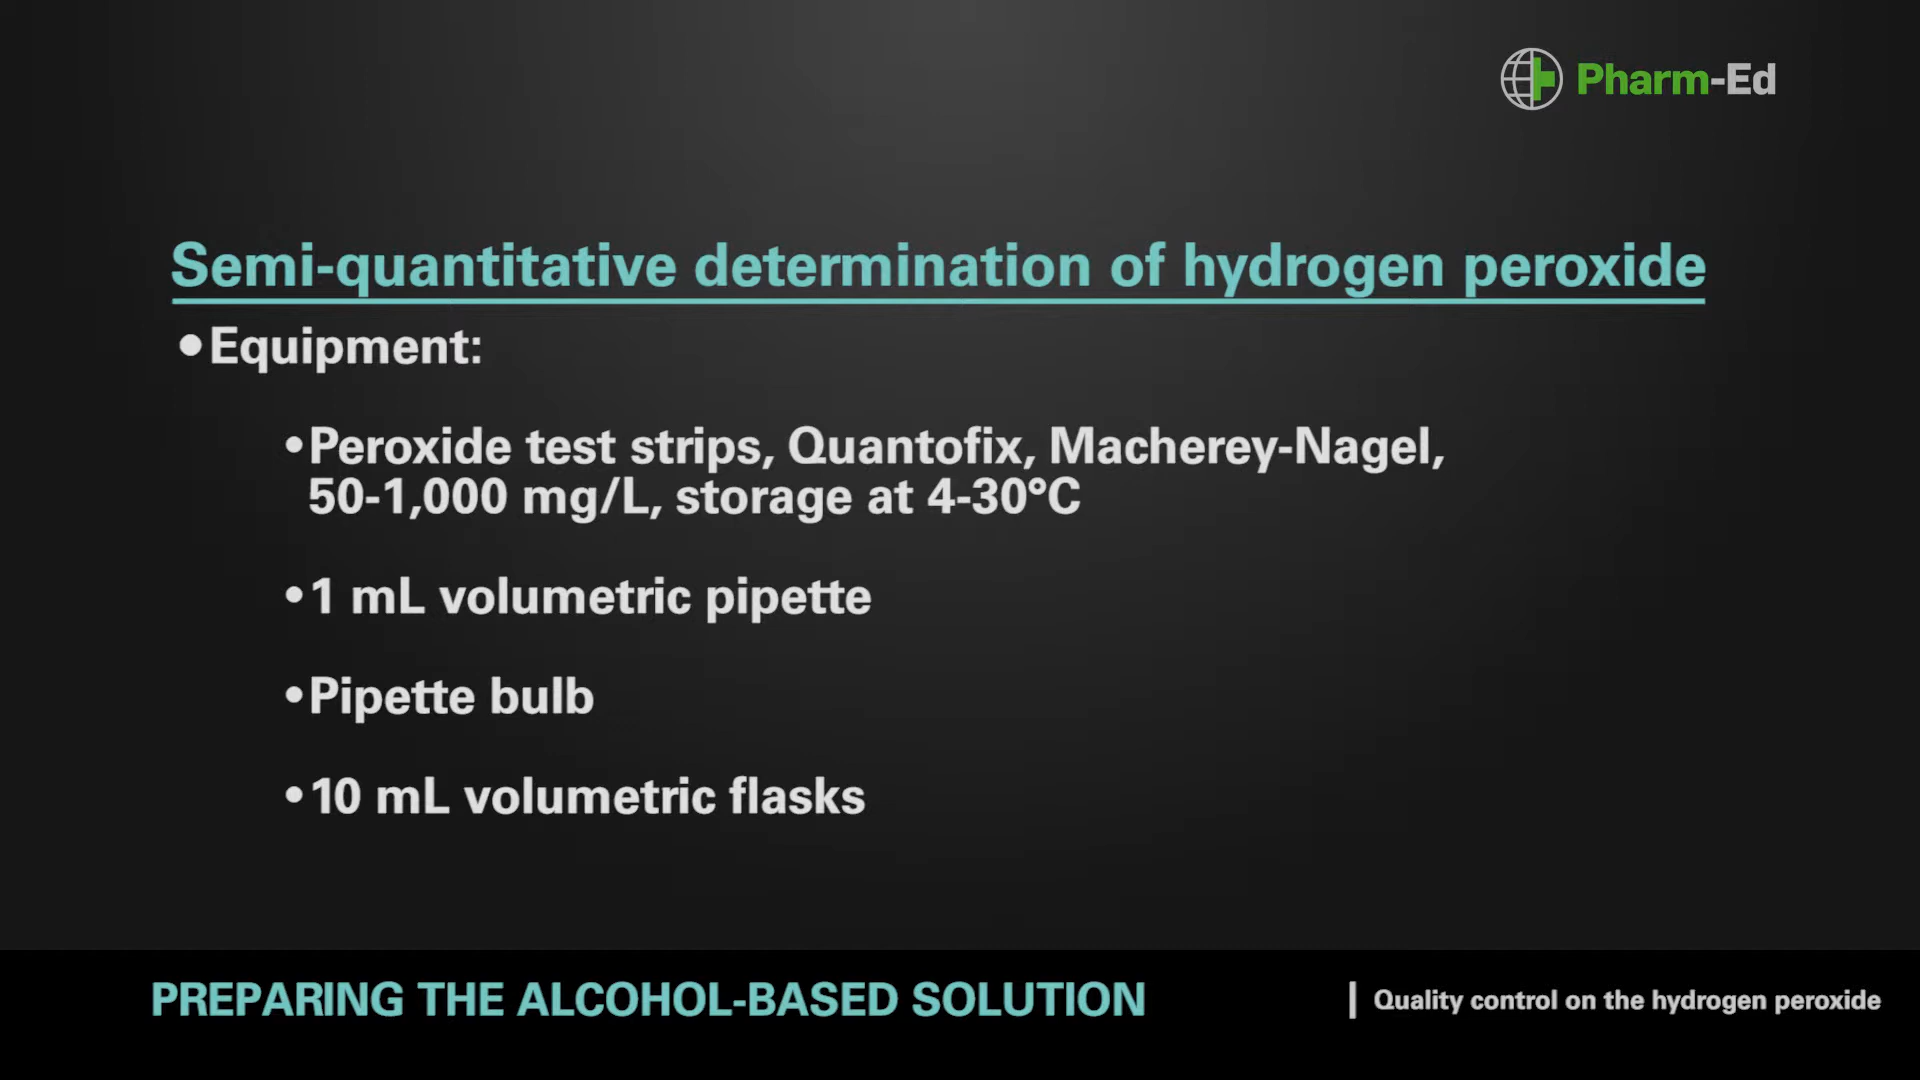 Pharm-Ed
Semi-quantitative determination of hydrogen peroxide
•Equipment:
•Peroxide test strips, Quantofix, Macherey-Nagel,
50-1,000 mg/L, storage at 4-30°C
•1 mL volumetric pipette
•Pipette bulb
•10 mL volumetric flasks
PREPARING THE ALCOHOL-BASED SOLUTION
| Quality control on the hydrogen peroxide